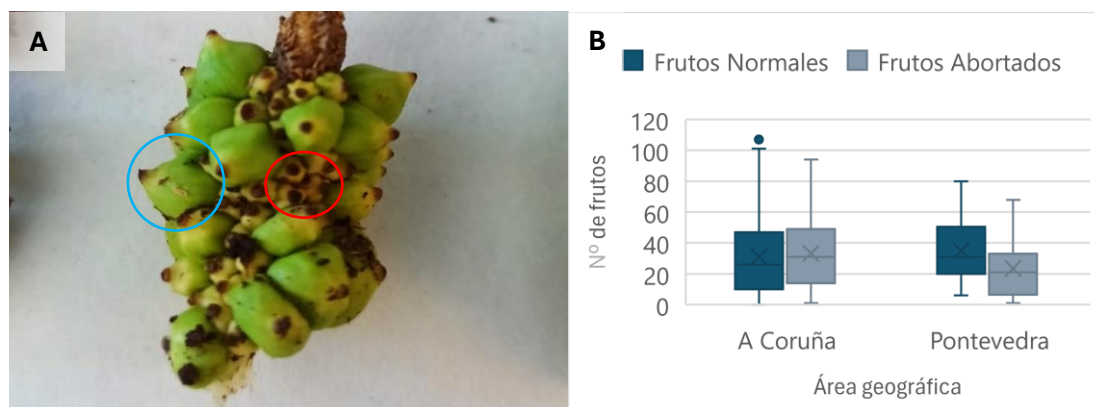 A
B
Frutos Normales Frutos Abortados
120
100
80
60
40
20
0
Nº de frutos
A Coruña Pontevedra
Área geográfica